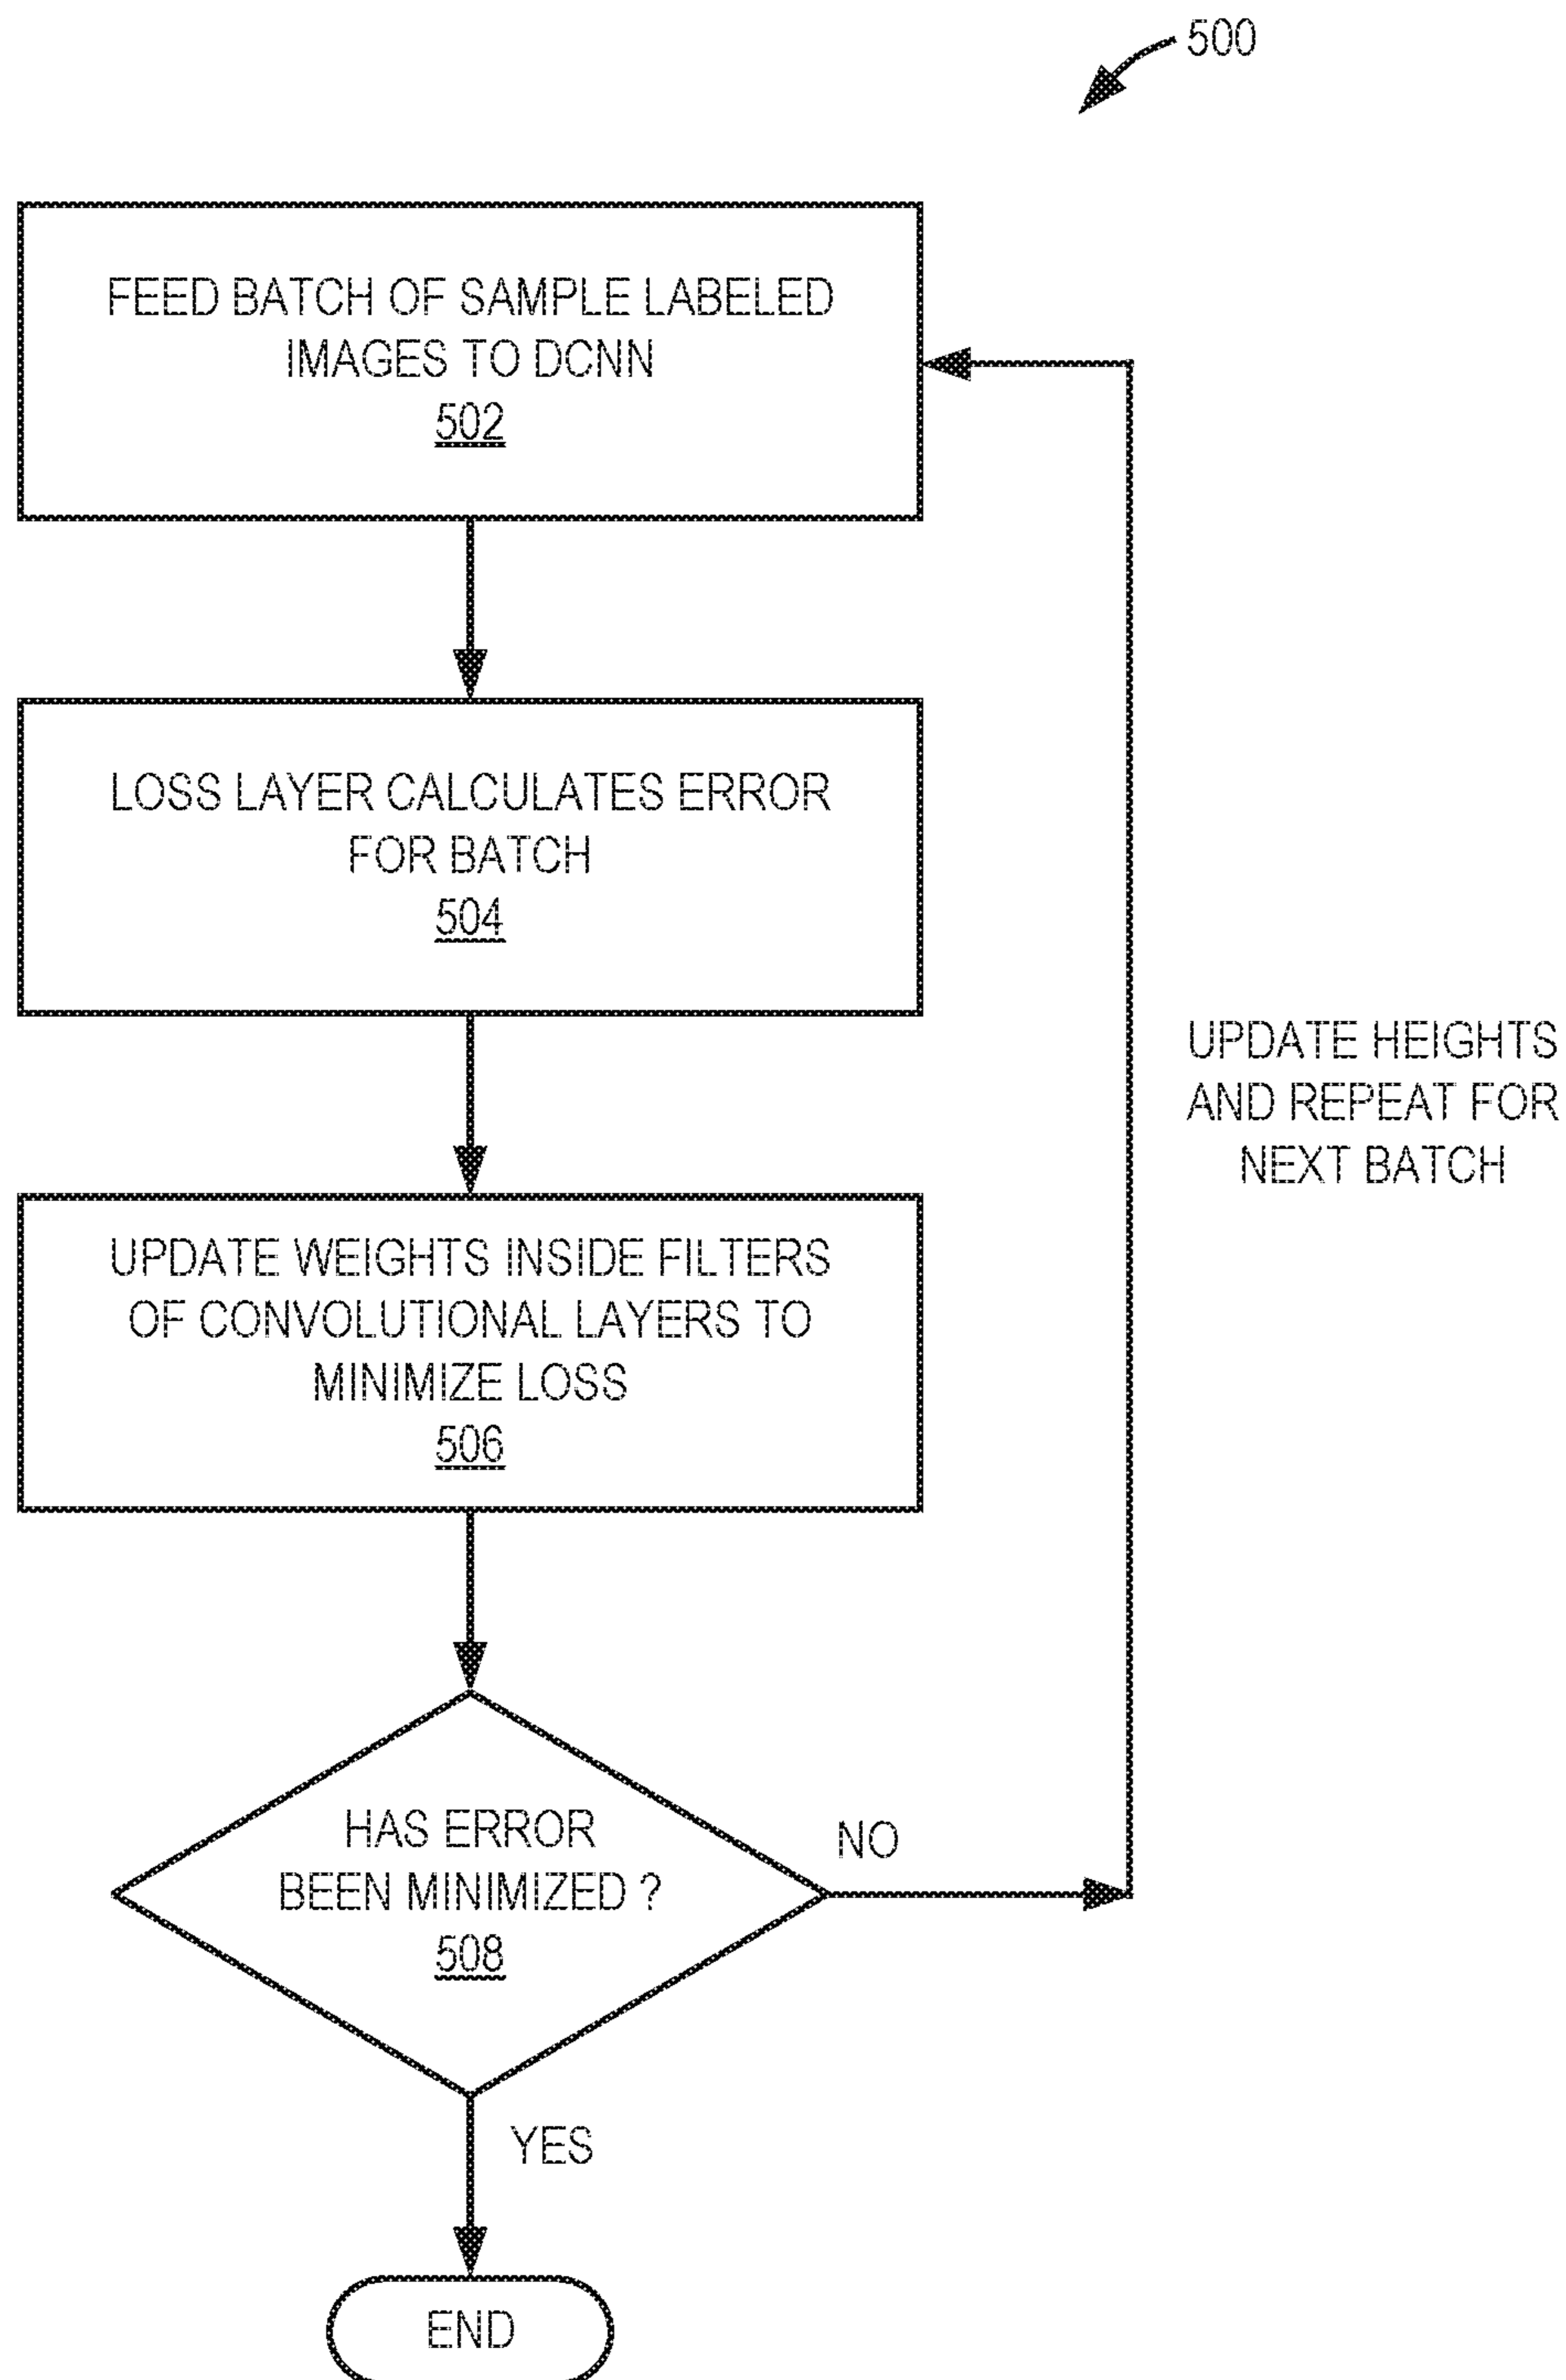 500
FEED BATCH OF SAMPLE LABELED
IMAGES TO DCNN
502
LOSS LAYER CALCULATES ERROR
FOR BATCH
504
UPDATE HEIGHTS
AND REPEAT FOR
NEXT BATCH
UPDATE WEIGHTS INSIDE FILTERS
OF CONVOLUTIONAL LAYERS TO
MINIMIZE LOSS
506
HAS ERROR
BEEN MINIMIZED ?
508
NO
YES
END